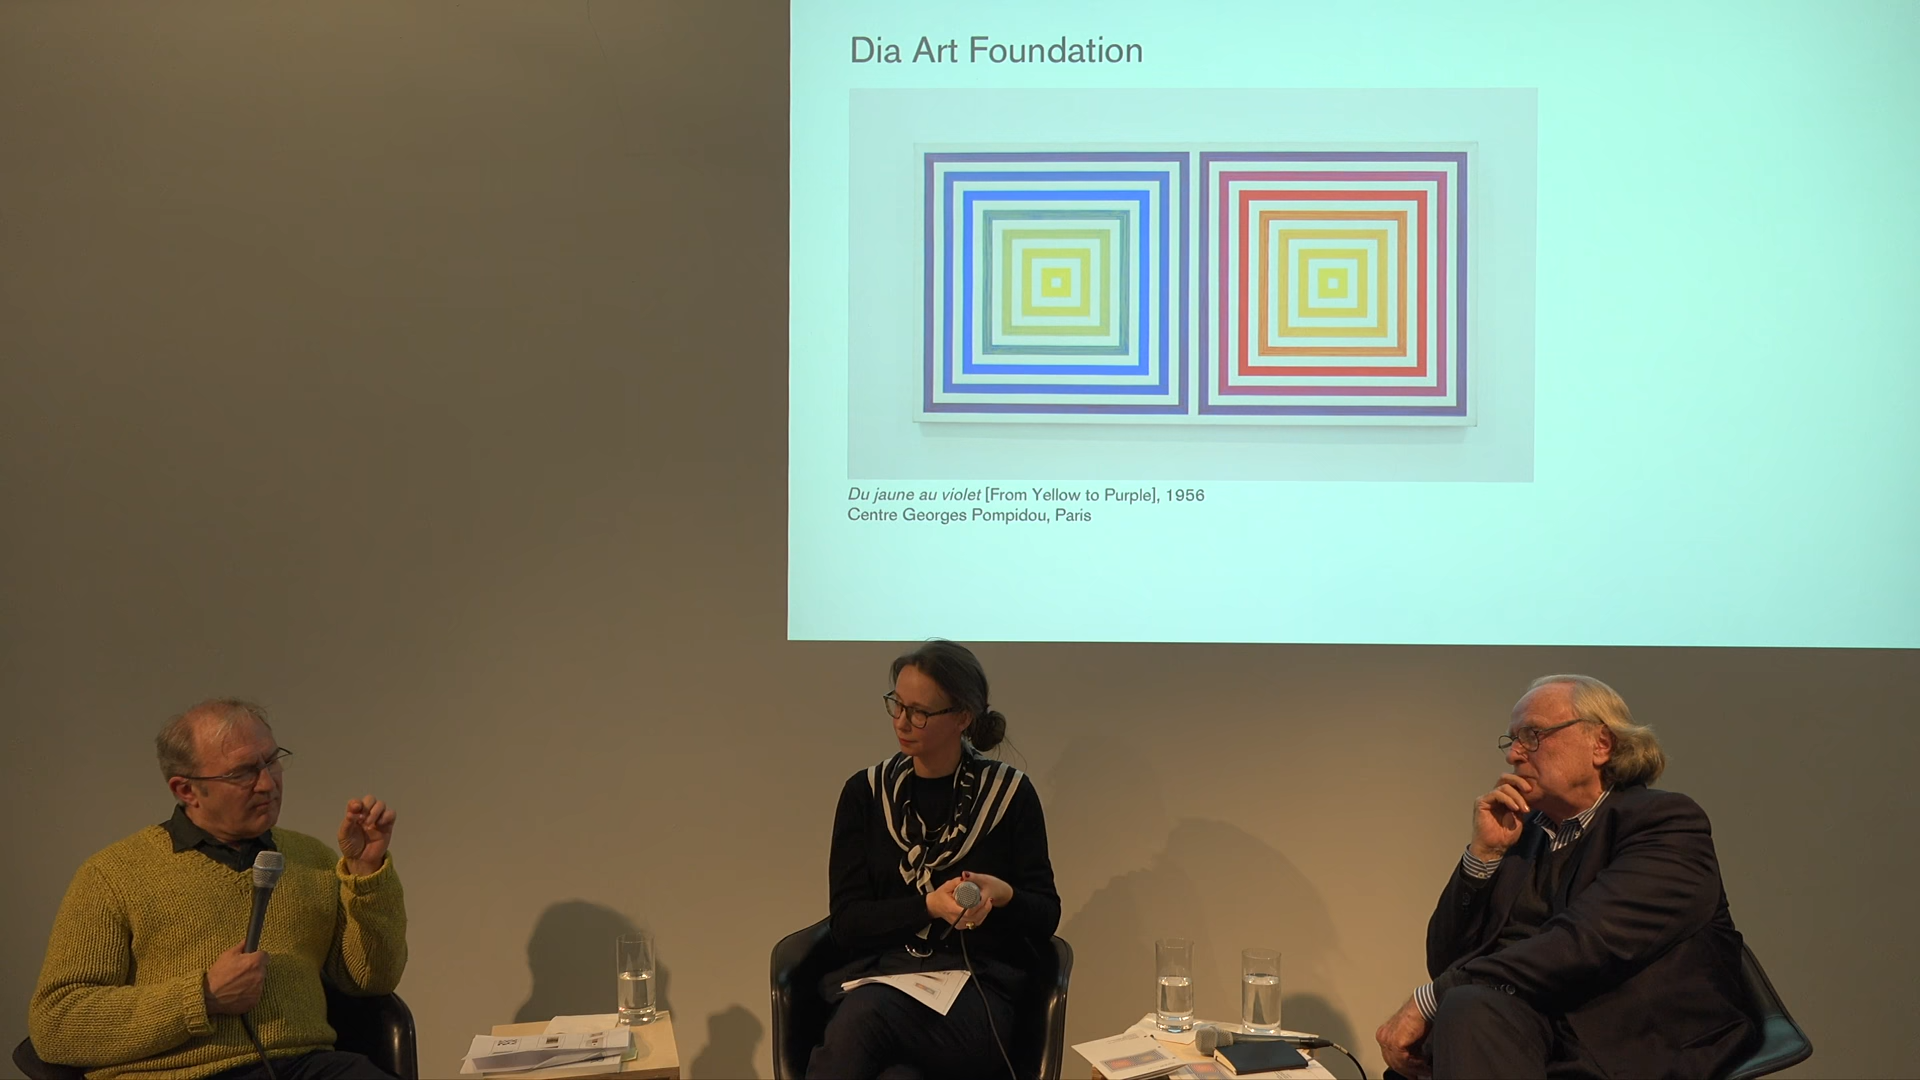 Dia Art Foundation
Du jaune au violet [From Yellow to Purple], 1956
Centre Georges Pompidou, Paris